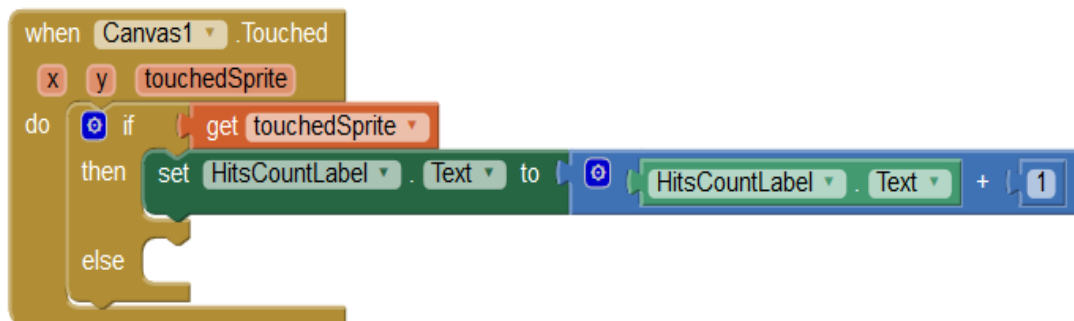 when Canvas1 .Touched
x y touchedSprite
do if get touchedSprite
then set HitsCountLabel . Text to HitsCountLabel . Text + 1
else